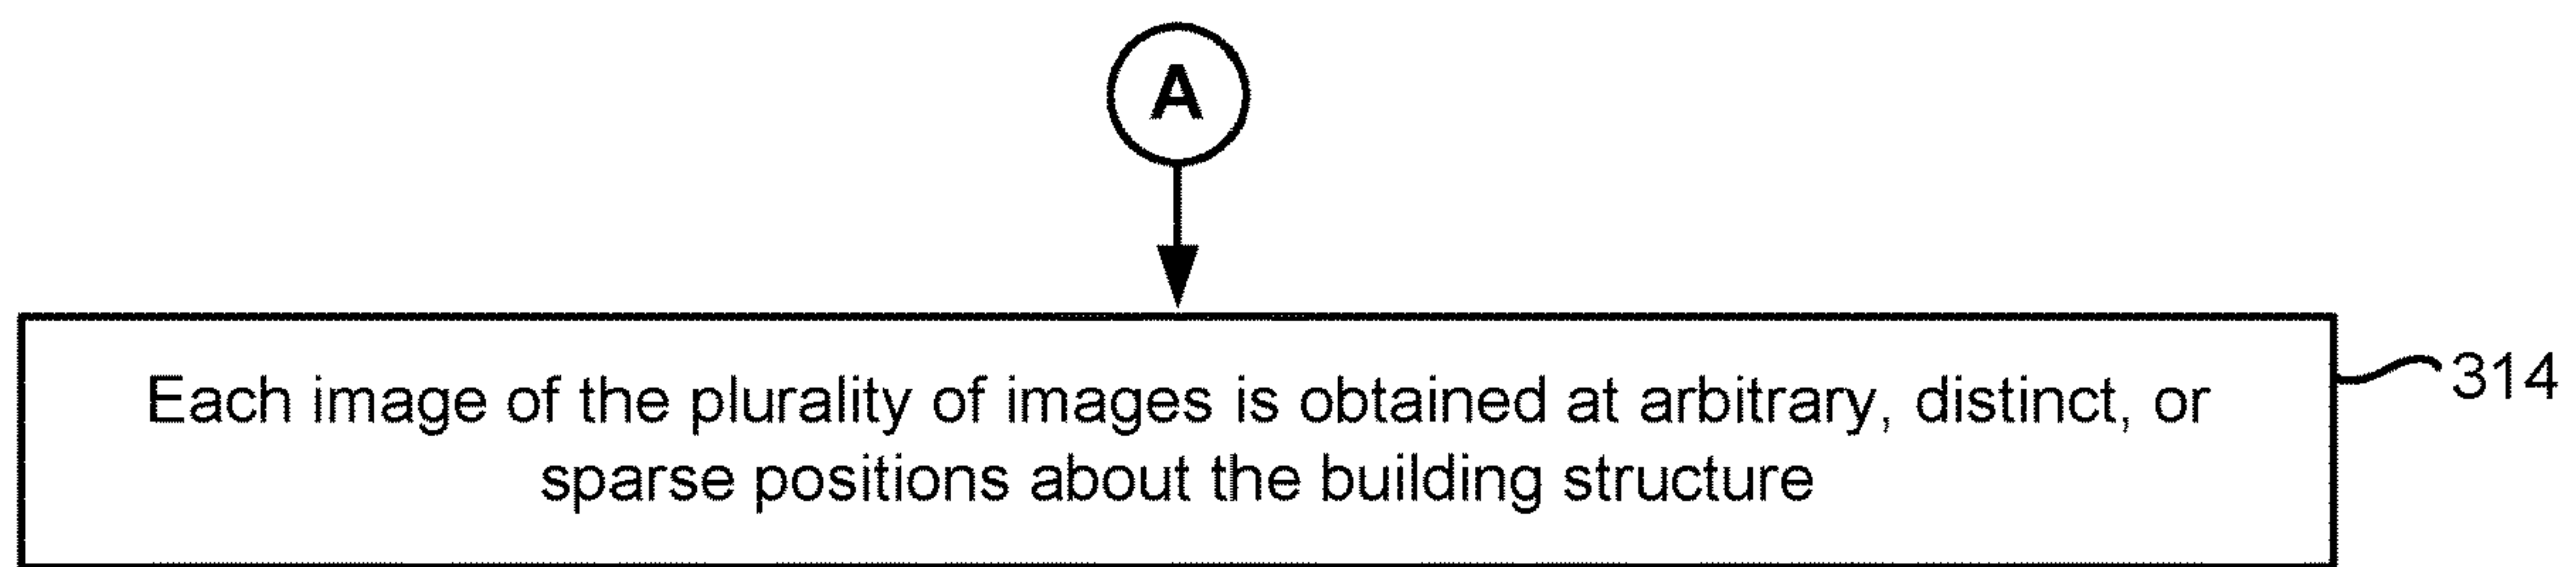 A
Each image of the plurality of images is obtained at arbitrary, distinct, or
sparse positions about the building structure
314